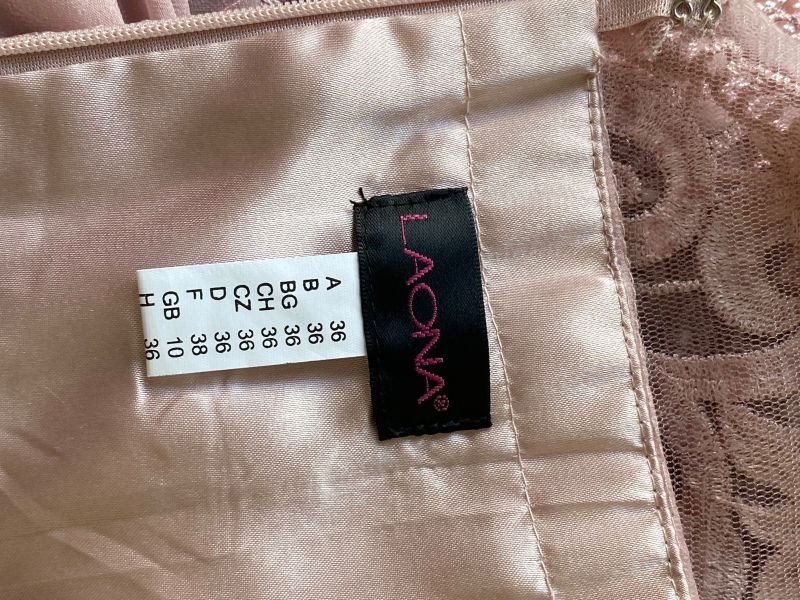 LAONA®
A 36
B 36
BG 36
CH 36
CZ 36
D 36
F 38
GB 10
H 36